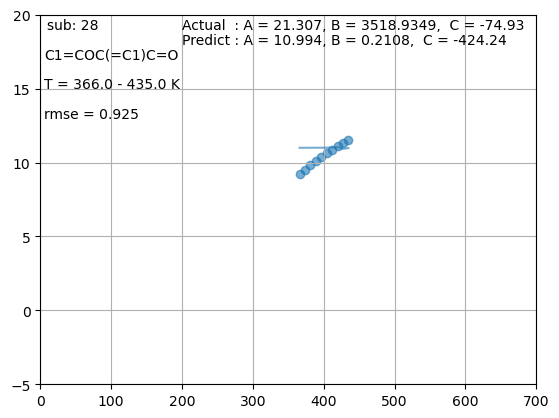 sub: 28
Actual  : A = 21.307, B = 3518.9349,  C = -74.93
Predict : A = 10.994, B = 0.2108,  C = -424.24
C1=COC(=C1)C=O
T = 366.0 - 435.0 K
rmse = 0.925
20
15
10
5
0
−5
0 100 200 300 400 500 600 700